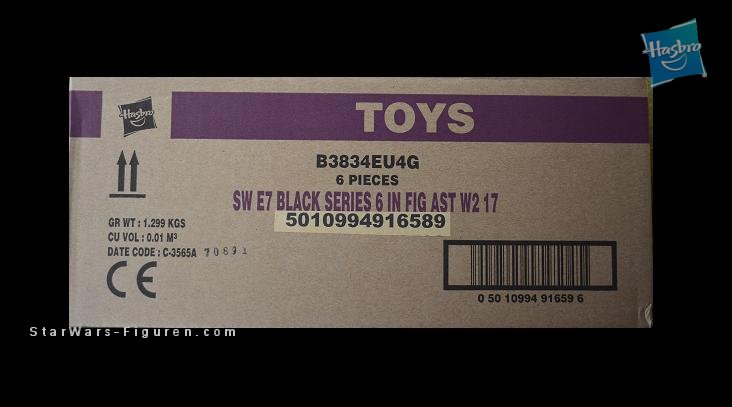 Hasbro
Hasbro
TOYS
B3834EU4G
6 PIECES
SW E7 BLACK SERIES 6 IN FIG AST W2 17
5010994916589
GR WT : 1.299 KGS
CU VOL : 0.01 M³
DATE CODE : C-3565A 70871
CE
0 50 10994 91659 6
StarWars-Figuren.com